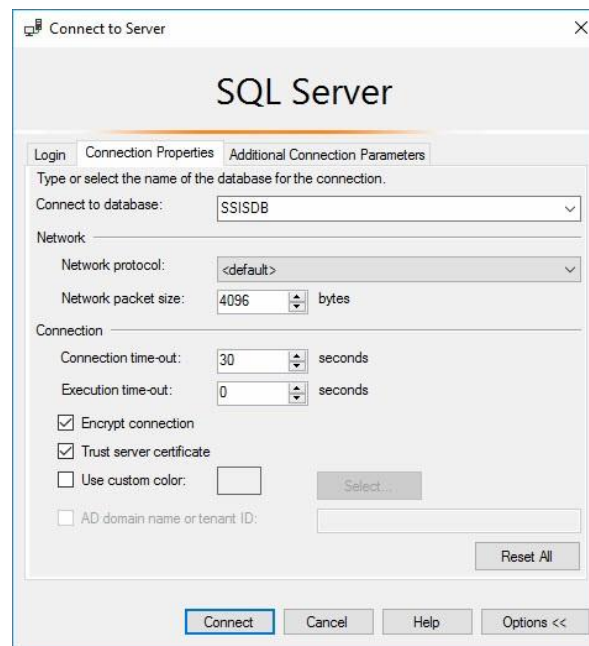 Connect to Server
SQL Server
Login Connection Properties Additional Connection Parameters
Type or select the name of the database for the connection.
Connect to database: SSISDB
Network
Network protocol: <default>
Network packet size: 4096 bytes
Connection
Connection time-out: 30 seconds
Execution time-out: 0 seconds
Encrypt connection
Trust server certificate
Use custom color: Select...
AD domain name or tenant ID:
Reset All
Connect Cancel Help Options <<